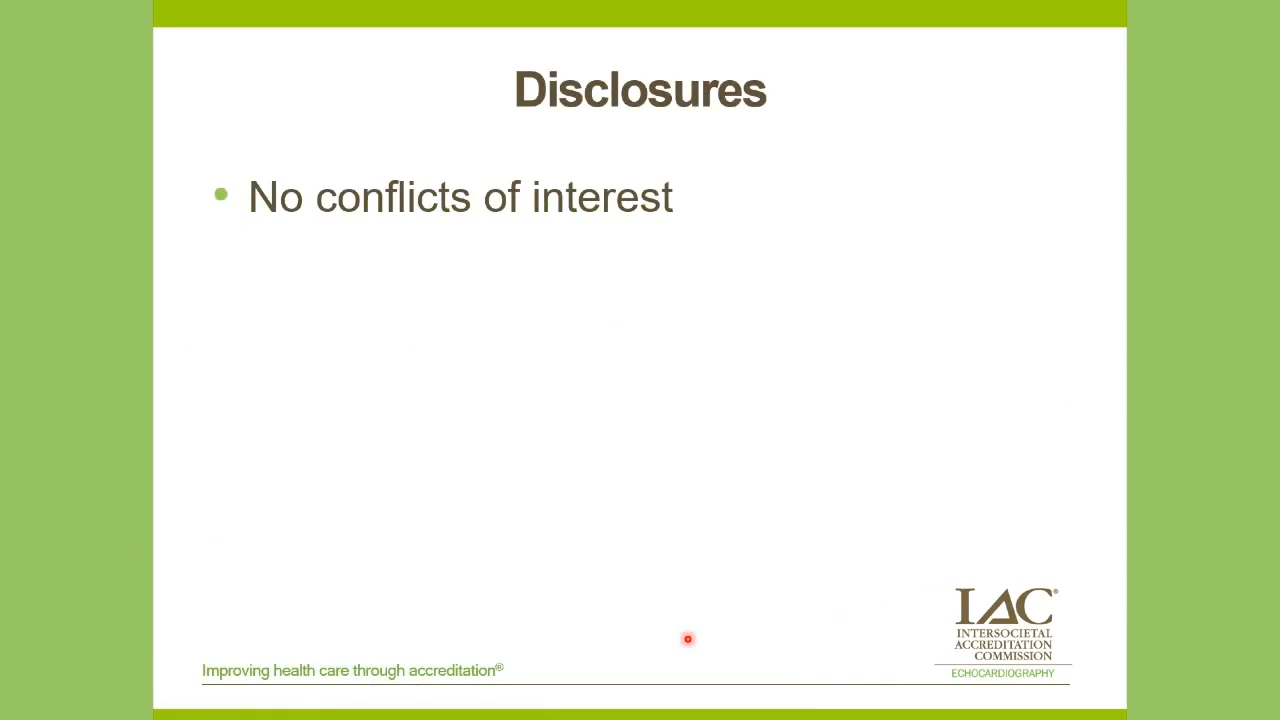 Disclosures
• No conflicts of interest
IAC®
INTERSOCIETAL
ACCREDITATION
COMMISSION
ECHOCARDIOGRAPHY
Improving health care through accreditation®